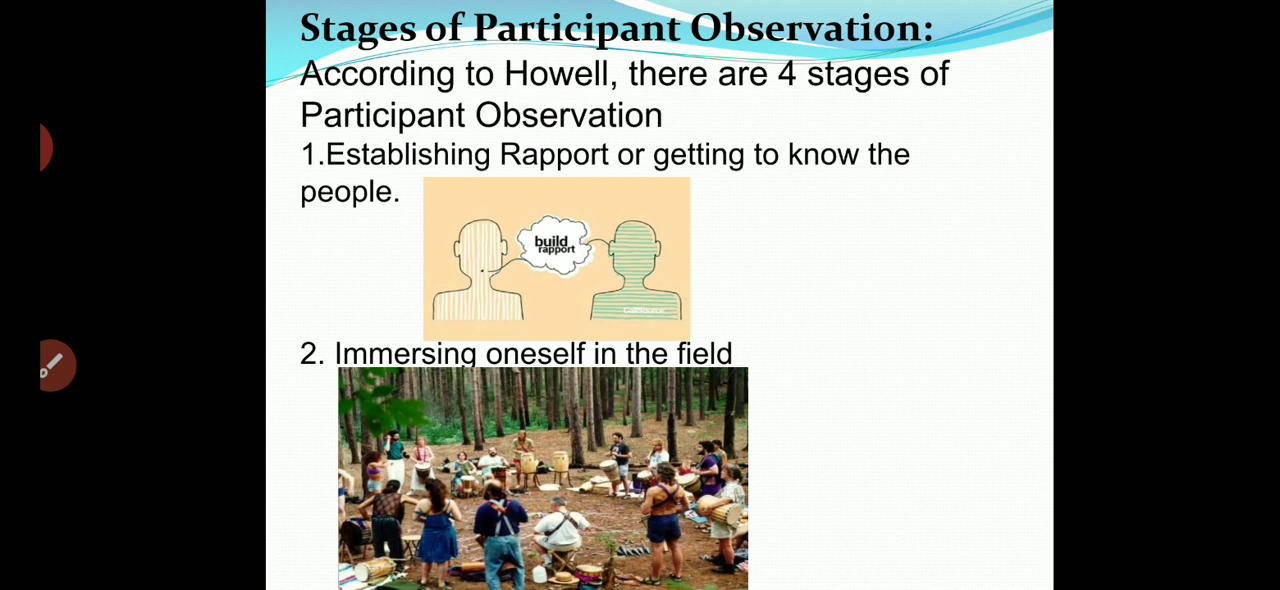 Stages of Participant Observation:
According to Howell, there are 4 stages of
Participant Observation
1.Establishing Rapport or getting to know the
people.
build
rapport
2. Immersing oneself in the field